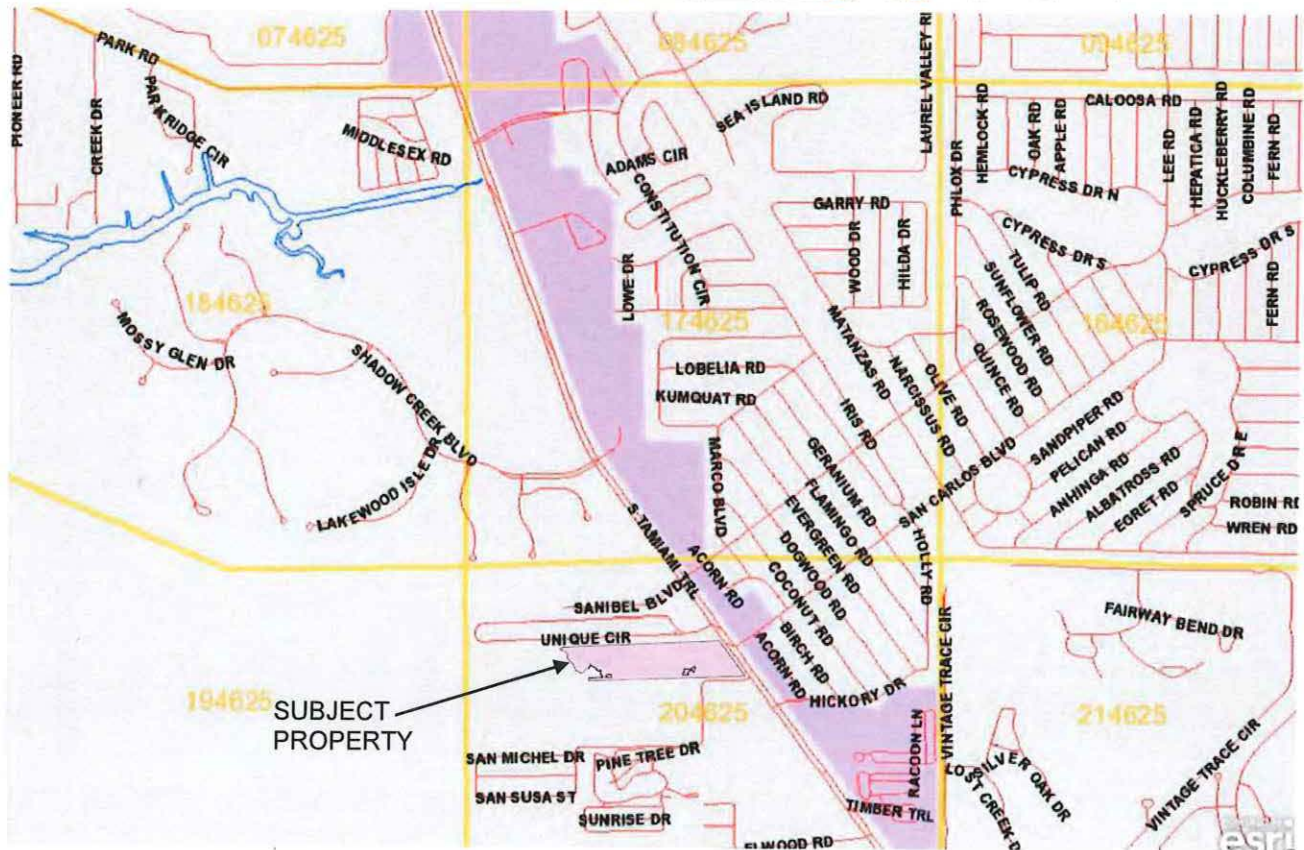 074625
084625
094625
PARK RD
PIONEER RD
CREEK DR
PARKRIDGE CIR
MIDDLESEX RD
SEA ISLAND RD
LAUREL VALLEY RD
ADAMS CIR
CONSTITUTION CIR
GARRY RD
WOOD DR
HILDA DR
LOWE DR
PHLOX DR
HEMLOCK RD
OAK RD
APPLE RD
CALOOSA RD
LEE RD
HEPATICA RD
HUCKLEBERRY RD
COLUMBINE RD
FERN RD
CYPRESS DR N
CYPRESS DR S
CYPRESS DR S
FERN RD
TULIP RD
SUNFLOWER RD
ROSEWOOD RD
QUINCE RD
184625
174625
164625
MOSSY GLEN DR
SHADOW CREEK BLVD
LAKEWOOD ISLE DR
LOBELIA RD
KUMQUAT RD
MATANZAS RD
NARCISSUS RD
OLIVE RD
IRIS RD
GERANIUM RD
FLAMINGO RD
EVERGREEN RD
DOGWOOD RD
COCONUT RD
BIRCH RD
ACORN RD
ACORN RD
MARCO BLVD
SAN CARLOS BLVD
HOLLY RD
SANDPIPER RD
PELICAN RD
ANHINGA RD
ALBATROSS RD
EGRET RD
SPRUCE DR E
ROBIN RD
WREN RD
S TAMIAMI TRL
SANIBEL BLVD
UNIQUE CIR
HICKORY DR
VINTAGE TRACE CIR
FAIRWAY BEND DR
194625
SUBJECT
PROPERTY
204625
214625
SAN MICHEL DR
PINE TREE DR
SAN SUSA ST
SUNRISE DR
RACOON LN
TIMBER TRL
LOST CREEK D
SILVER OAK DR
VINTAGE TRACE CIR
ELWOOD RD
esri